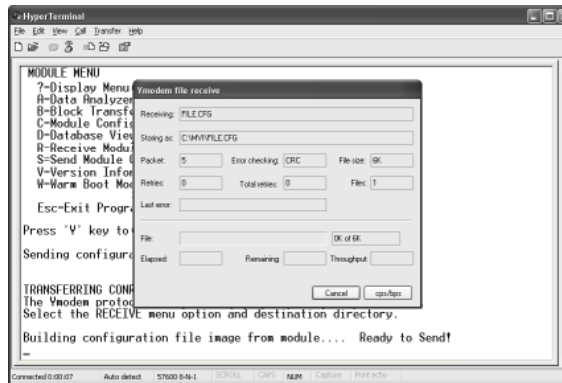 HyperTerminal
File Edit View Call Transfer Help
MODULE MENU
?=Display Menu
A=Data Analyzer
B=Block Transf
C=Module Confi
D=Database View
R=Receive Modu
S=Send Module
V=Version Infor
W=Warm Boot Mo
Esc=Exit Progr
Press 'Y' key to
Sending configura
TRANSFERRING CONF
The Ymodem protoc
Select the RECEIVE menu option and destination directory.
Building configuration file image from module.... Ready to Send!
Ymodem file receive
Receiving: FILE.CFG
Storing as: C:\MVI\FILE.CFG
Packet: 5 Error checking: CRC File size: 6K
Retries: 0 Total retries: 0 Files: 1
Last error:
File: 0K of 6K
Elapsed: Remaining: Throughput:
Cancel cps/bps
Connected 0:00:07 Auto detect 57600 8-N-1 SCROLL CAPS NUM Capture Print echo